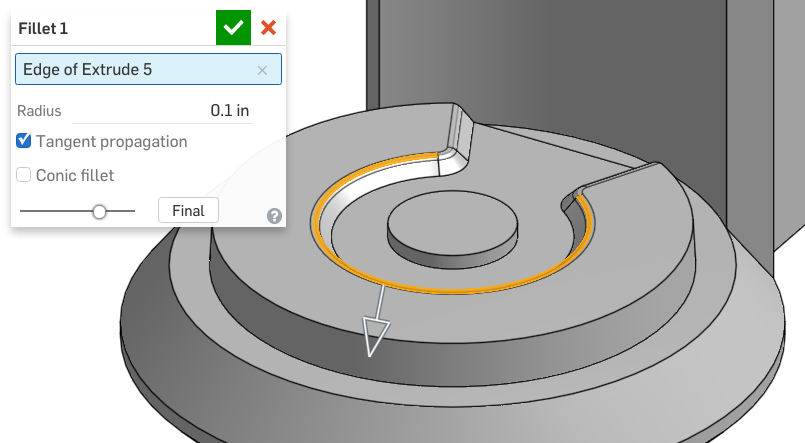 Fillet 1
Edge of Extrude 5
Radius 0.1 in
Tangent propagation
Conic fillet
Final ?